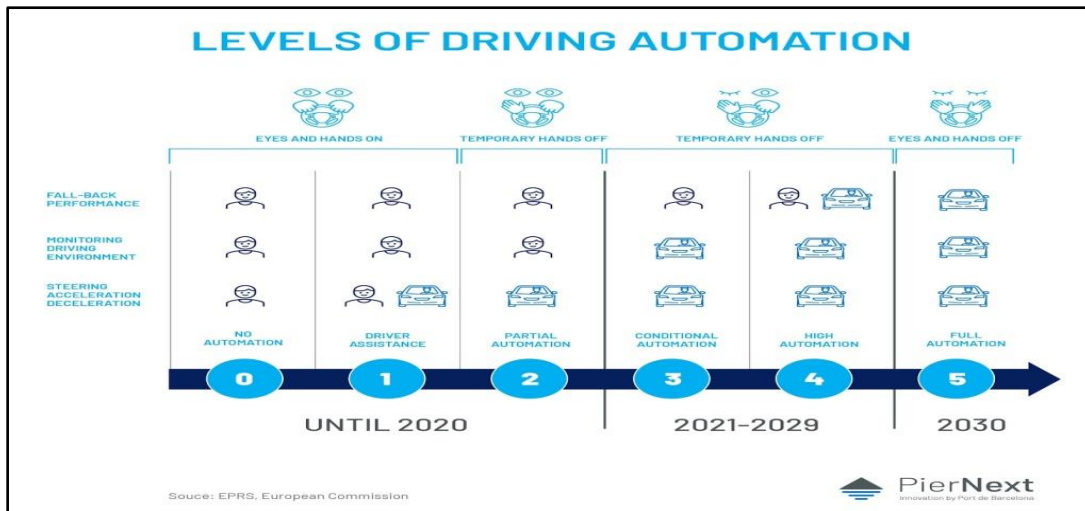 LEVELS OF DRIVING AUTOMATION
EYES AND HANDS ON
TEMPORARY HANDS OFF
TEMPORARY HANDS OFF
EYES AND HANDS OFF
FALL-BACK
PERFORMANCE
MONITORING
DRIVING
ENVIRONMENT
STEERING
ACCELERATION
DECELERATION
NO
AUTOMATION
DRIVER
ASSISTANCE
PARTIAL
AUTOMATION
CONDITIONAL
AUTOMATION
HIGH
AUTOMATION
FULL
AUTOMATION
0
1
2
3
4
5
UNTIL 2020
2021-2029
2030
Souce: EPRS, European Commission
PierNext
Innovation by Port de Barcelona